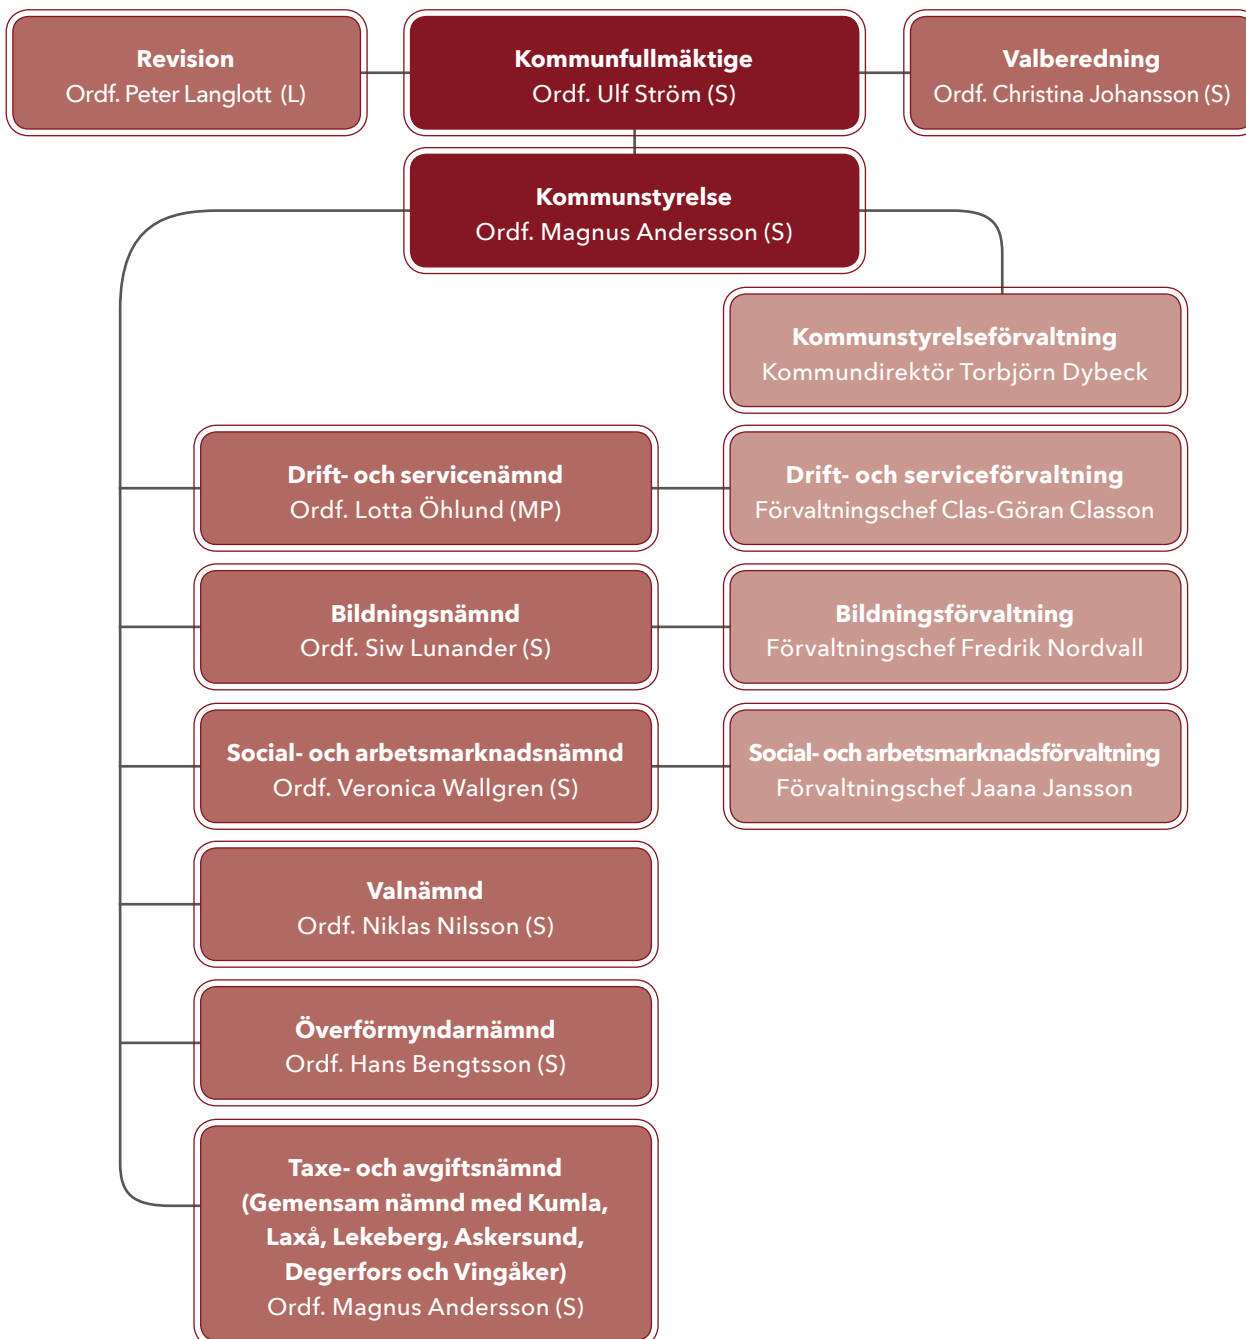 Revision
Ordf. Peter Langlott (L)
Kommunfullmäktige
Ordf. Ulf Ström (S)
Valberedning
Ordf. Christina Johansson (S)
Kommunstyrelse
Ordf. Magnus Andersson (S)
Kommunstyrelseförvaltning
Kommundirektör Torbjörn Dybeck
Drift- och servicenämnd
Ordf. Lotta Öhlund (MP)
Drift- och serviceförvaltning
Förvaltningschef Clas-Göran Classon
Bildningsnämnd
Ordf. Siw Lunander (S)
Bildningsförvaltning
Förvaltningschef Fredrik Nordvall
Social- och arbetsmarknadsnämnd
Ordf. Veronica Wallgren (S)
Social- och arbetsmarknadsförvaltning
Förvaltningschef Jaana Jansson
Valnämnd
Ordf. Niklas Nilsson (S)
Överförmyndarnämnd
Ordf. Hans Bengtsson (S)
Taxe- och avgiftsnämnd
(Gemensam nämnd med Kumla,
Laxå, Lekeberg, Askersund,
Degerfors och Vingåker)
Ordf. Magnus Andersson (S)